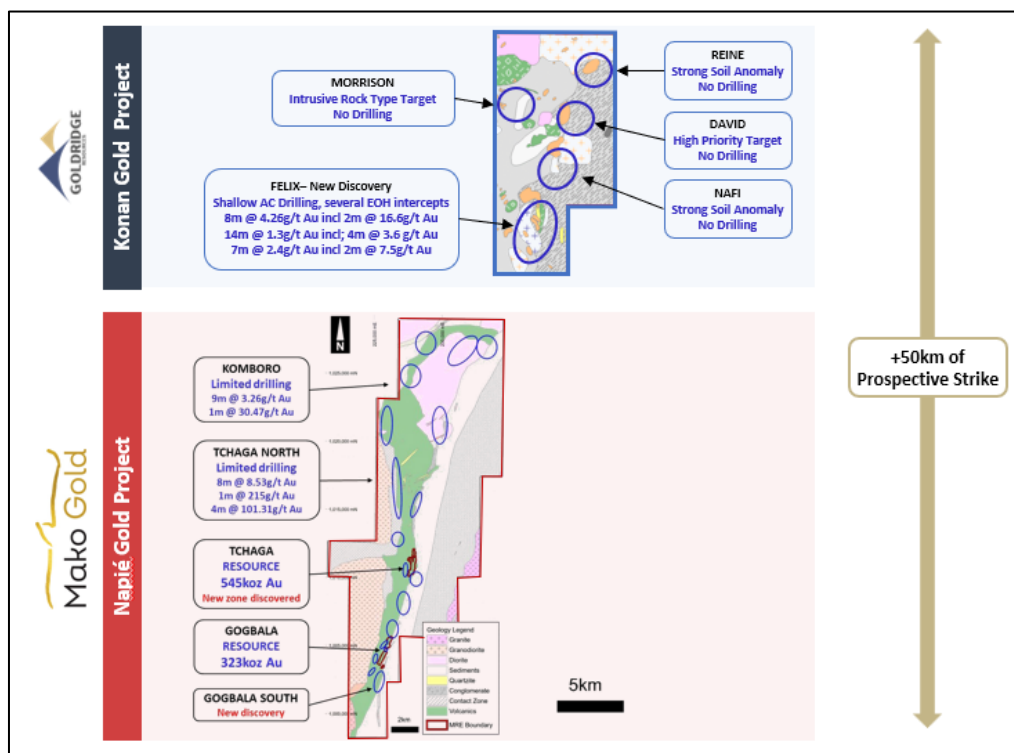 GOLDRIDGE
RESOURCES
Konan Gold Project
MORRISON
Intrusive Rock Type Target
No Drilling
FELIX– New Discovery
Shallow AC Drilling, several EOH intercepts
8m @ 4.26g/t Au incl 2m @ 16.6g/t Au
14m @ 1.3g/t Au incl; 4m @ 3.6 g/t Au
7m @ 2.4g/t Au incl 2m @ 7.5g/t Au
REINE
Strong Soil Anomaly
No Drilling
DAVID
High Priority Target
No Drilling
NAFI
Strong Soil Anomaly
No Drilling
+50km of
Prospective Strike
Mako Gold
Napié Gold Project
N
KOMBORO
Limited drilling
9m @ 3.26g/t Au
1m @ 30.47g/t Au
TCHAGA NORTH
Limited drilling
8m @ 8.53g/t Au
1m @ 215g/t Au
4m @ 101.31g/t Au
TCHAGA
RESOURCE
545koz Au
New zone discovered
GOGBALA
RESOURCE
323koz Au
GOGBALA SOUTH
New discovery
Geology Legend
Granite
Granodiorite
Diorite
Sediments
Quartzite
Conglomerate
Contact Zone
Volcanics
MRE Boundary
2km
5km